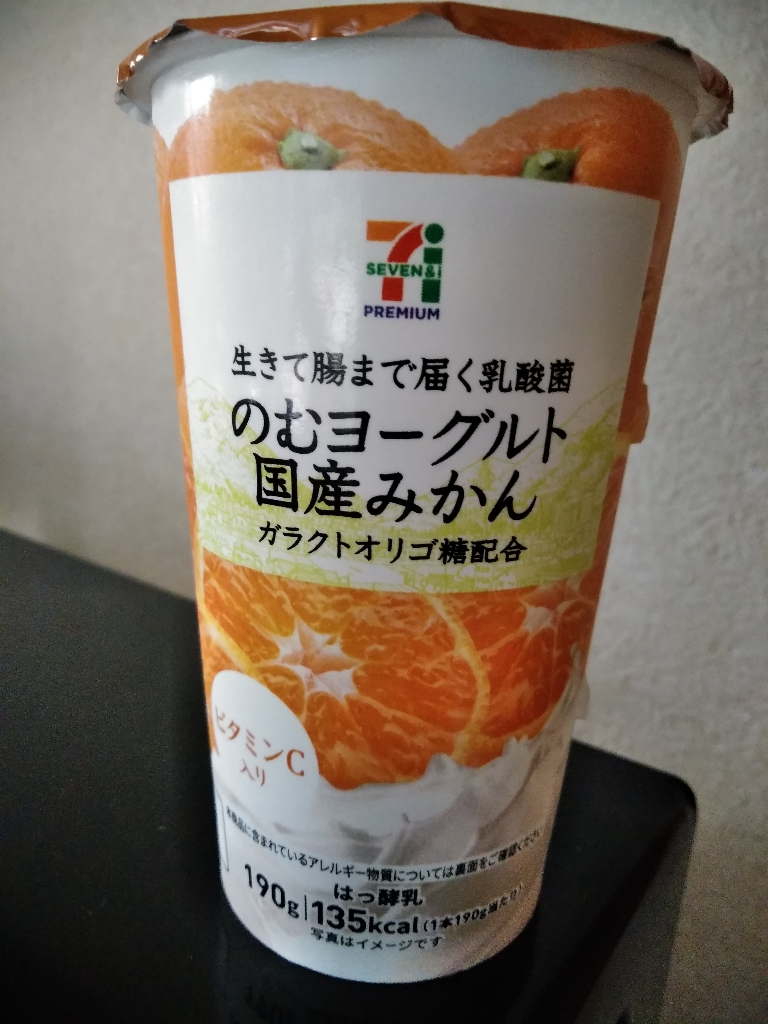 SEVEN&i
PREMIUM
生きて腸まで届く乳酸菌
のむヨーグルト
国産みかん
ガラクトオリゴ糖配合
ビタミンC
入り
本商品に含まれているアレルギー物質については裏面をご確認ください
はっ酵乳
190g 135kcal(1本190g当たり)
写真はイメージです